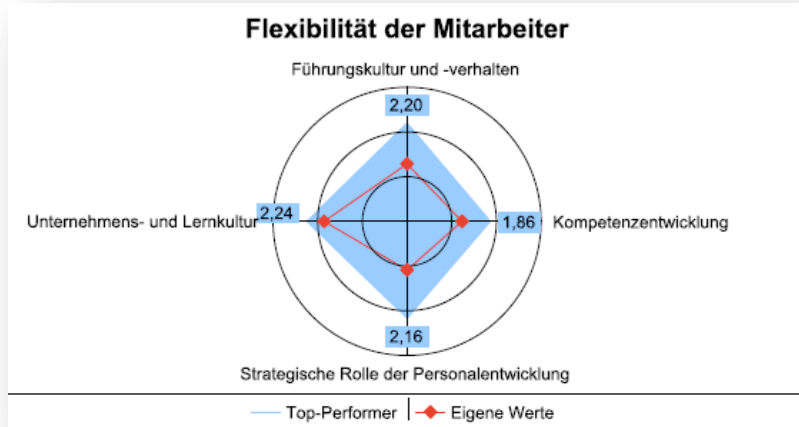 Flexibilität der Mitarbeiter
Führungskultur und -verhalten
2,20
Unternehmens- und Lernkultur
2,24
1,86
Kompetenzentwicklung
2,16
Strategische Rolle der Personalentwicklung
Top-Performer
Eigene Werte